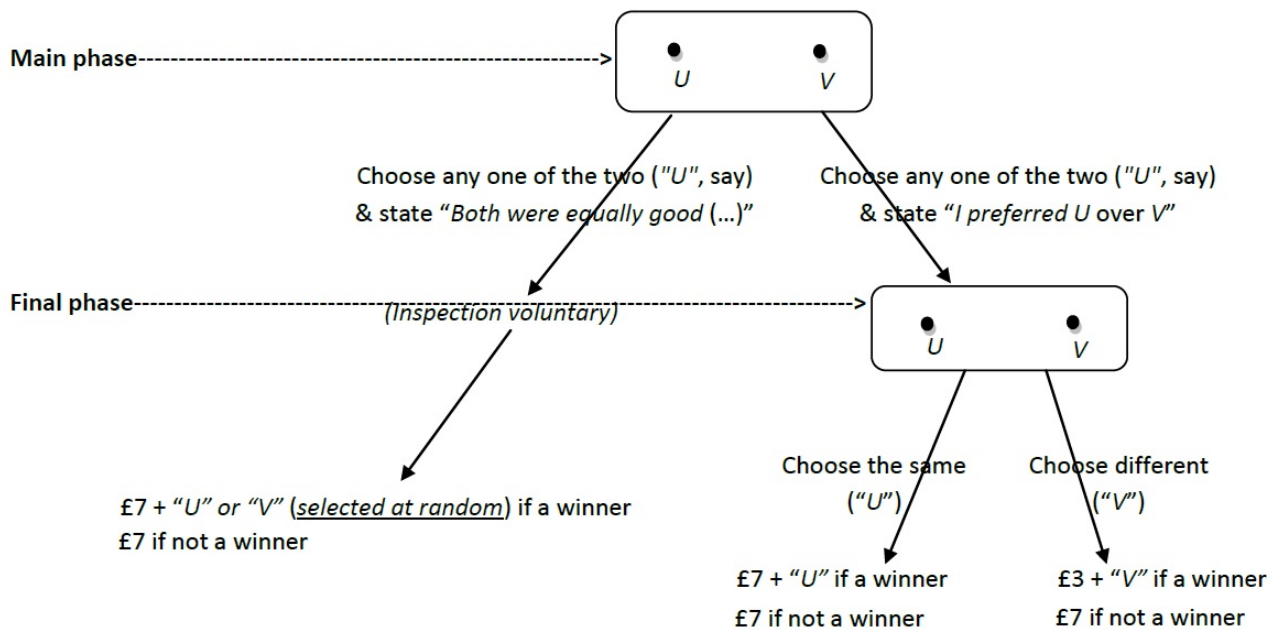 Main phase----------------------------------------------->
U V
Choose any one of the two ("U", say)
& state “Both were equally good (...)”
Choose any one of the two ("U", say)
& state “I preferred U over V”
Final phase------------------------------------------------------------------------->
(Inspection voluntary)
U V
Choose the same
(“U”)
Choose different
(“V”)
£7 + “U” or “V” (selected at random) if a winner
£7 if not a winner
£7 + “U” if a winner
£7 if not a winner
£3 + “V” if a winner
£7 if not a winner